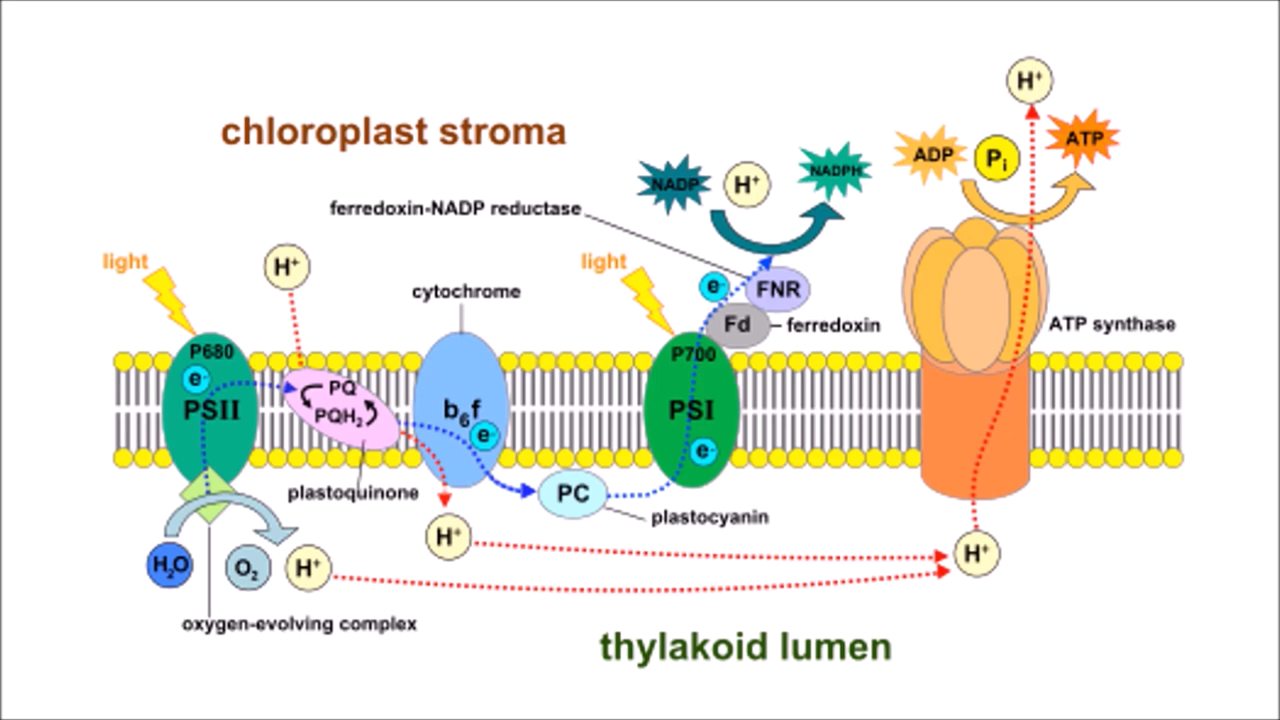 H⁺
chloroplast stroma
ADP
Pᵢ
ATP
NADP
H⁺
NADPH
ferredoxin-NADP reductase
light
H⁺
light
e⁻
FNR
cytochrome
Fd
ferredoxin
ATP synthase
P680
P700
e⁻
PSII
PQ
PQH₂
b₆f
e⁻
PSI
e⁻
plastoquinone
PC
plastocyanin
H⁺
H⁺
H₂O
O₂
H⁺
oxygen-evolving complex
thylakoid lumen